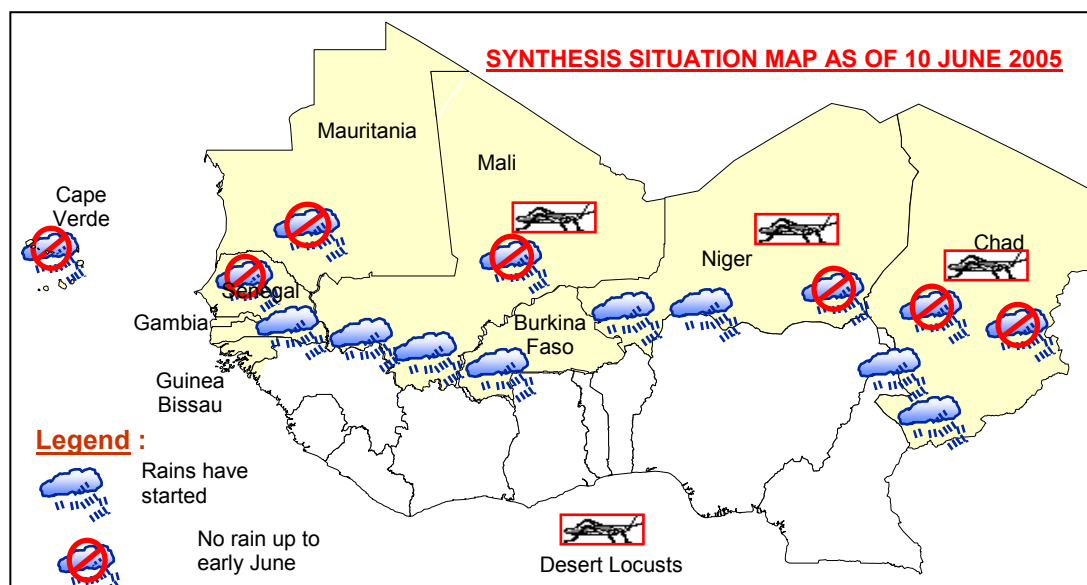 SYNTHESIS SITUATION MAP AS OF 10 JUNE 2005
Mauritania
Mali
Cape
Verde
Niger
Chad
Senegal
Gambia
Burkina
Faso
Guinea
Bissau
Legend :
Rains have
started
No rain up to
early June
Desert Locusts